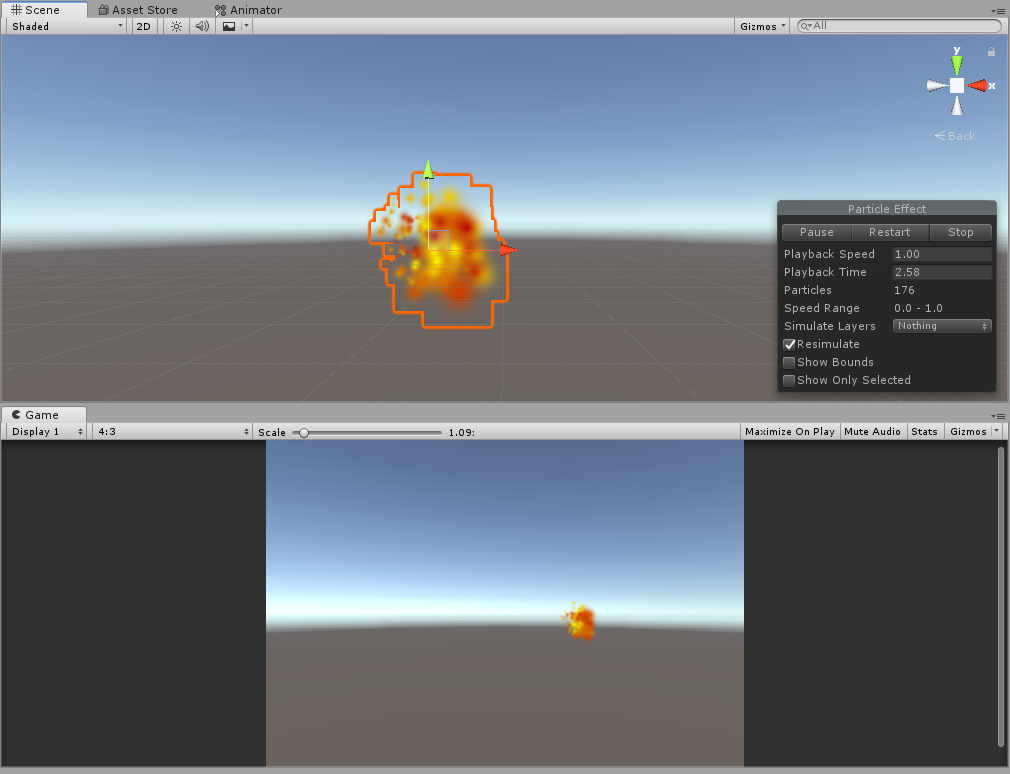 Scene Asset Store Animator
Shaded 2D Gizmos All
y
x
Back
Particle Effect
Pause Restart Stop
Playback Speed 1.00
Playback Time 2.58
Particles 176
Speed Range 0.0 - 1.0
Simulate Layers Nothing
Resimulate
Show Bounds
Show Only Selected
Game
Display 1 4:3 Scale 1.09: Maximize On Play Mute Audio Stats Gizmos